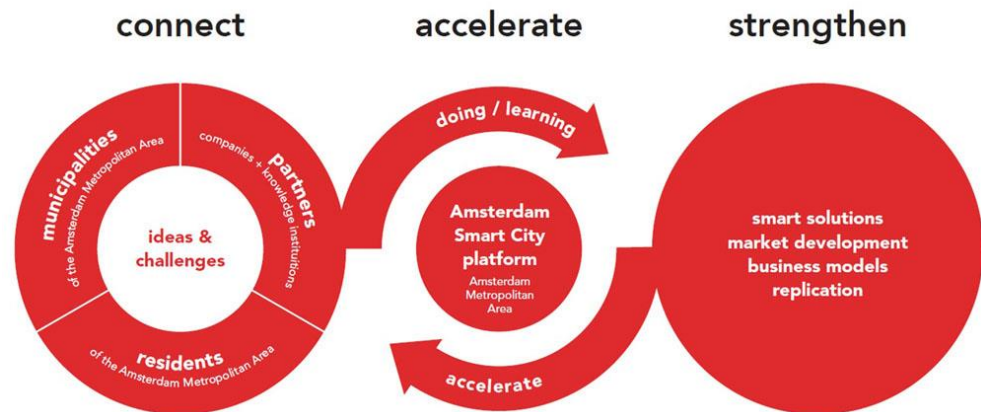 connect
accelerate
strengthen
municipalities
of the Amsterdam Metropolitan Area
partners
companies + knowledge instituitions
residents
of the Amsterdam Metropolitan Area
ideas &
challenges
doing / learning
Amsterdam
Smart City
platform
Amsterdam
Metropolitan
Area
accelerate
smart solutions
market development
business models
replication